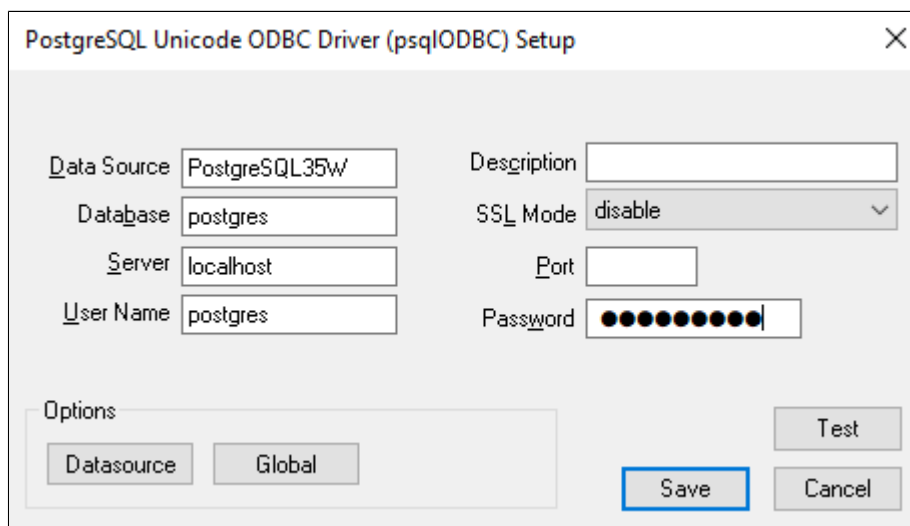 PostgreSQL Unicode ODBC Driver (psqlODBC) Setup
Data Source PostgreSQL35W
Database postgres
Server localhost
User Name postgres
Description
SSL Mode disable
Port
Password ●●●●●●●●●
Options
Datasource Global
Test
Save Cancel